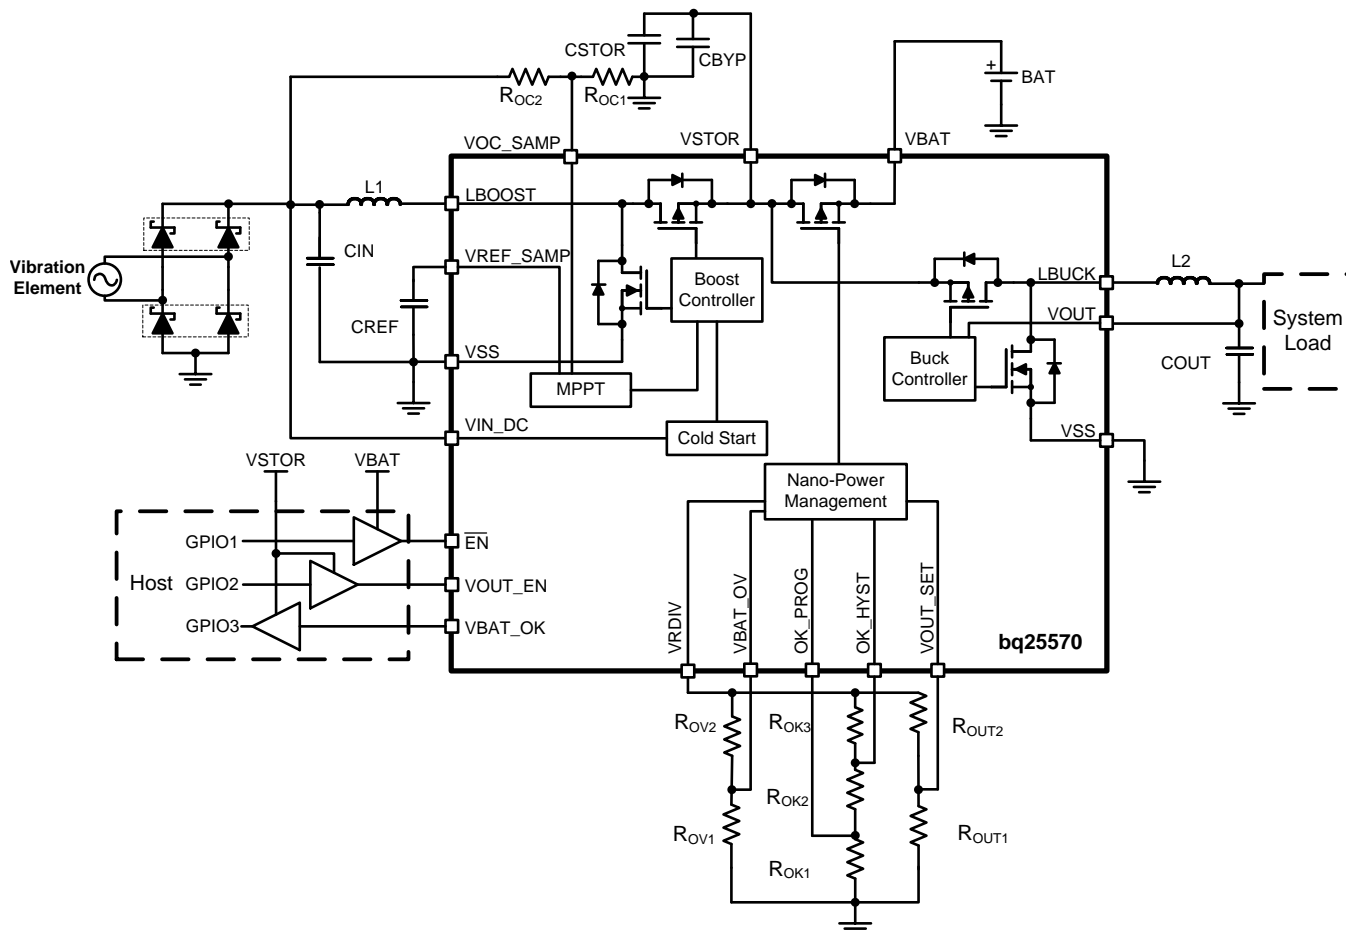 CSTOR
CBYP
BAT
+
ROC2
ROC1
VOC_SAMP
VSTOR
VBAT
L1
LBOOST
CIN
VREF_SAMP
Vibration
Element
Boost
Controller
LBUCK
L2
CREF
VOUT
System
Load
VSS
Buck
Controller
COUT
MPPT
VIN_DC
Cold Start
VSS
VSTOR
VBAT
Nano-Power
Management
GPIO1
EN
Host
GPIO2
VOUT_EN
GPIO3
VBAT_OK
VRDIV
VBAT_OV
OK_PROG
OK_HYST
VOUT_SET
bq25570
ROV2
ROK3
ROUT2
ROK2
ROV1
ROUT1
ROK1